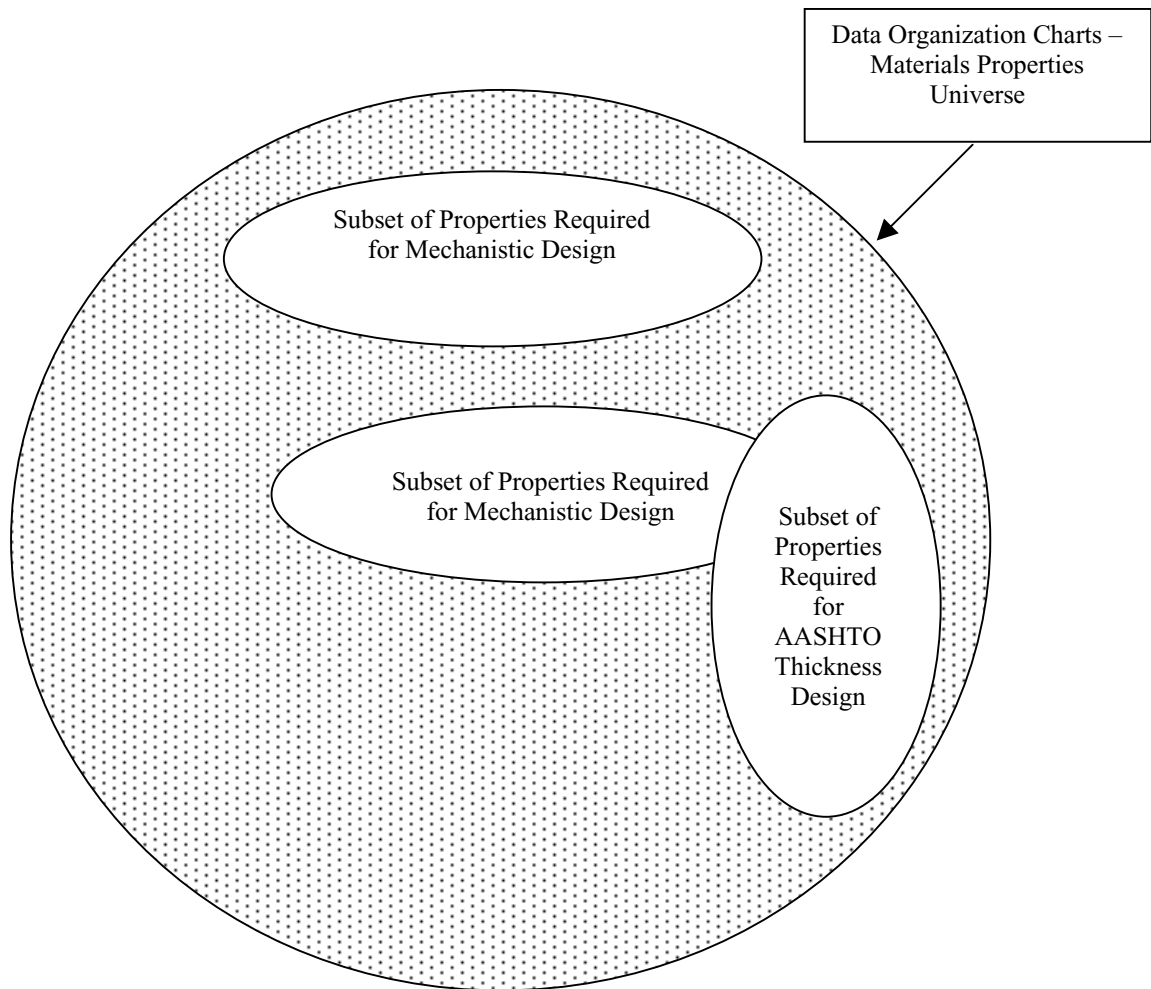 Data Organization Charts –
Materials Properties
Universe
Subset of Properties Required
for Mechanistic Design
Subset of Properties Required
for Mechanistic Design
Subset of
Properties
Required
for
AASHTO
Thickness
Design